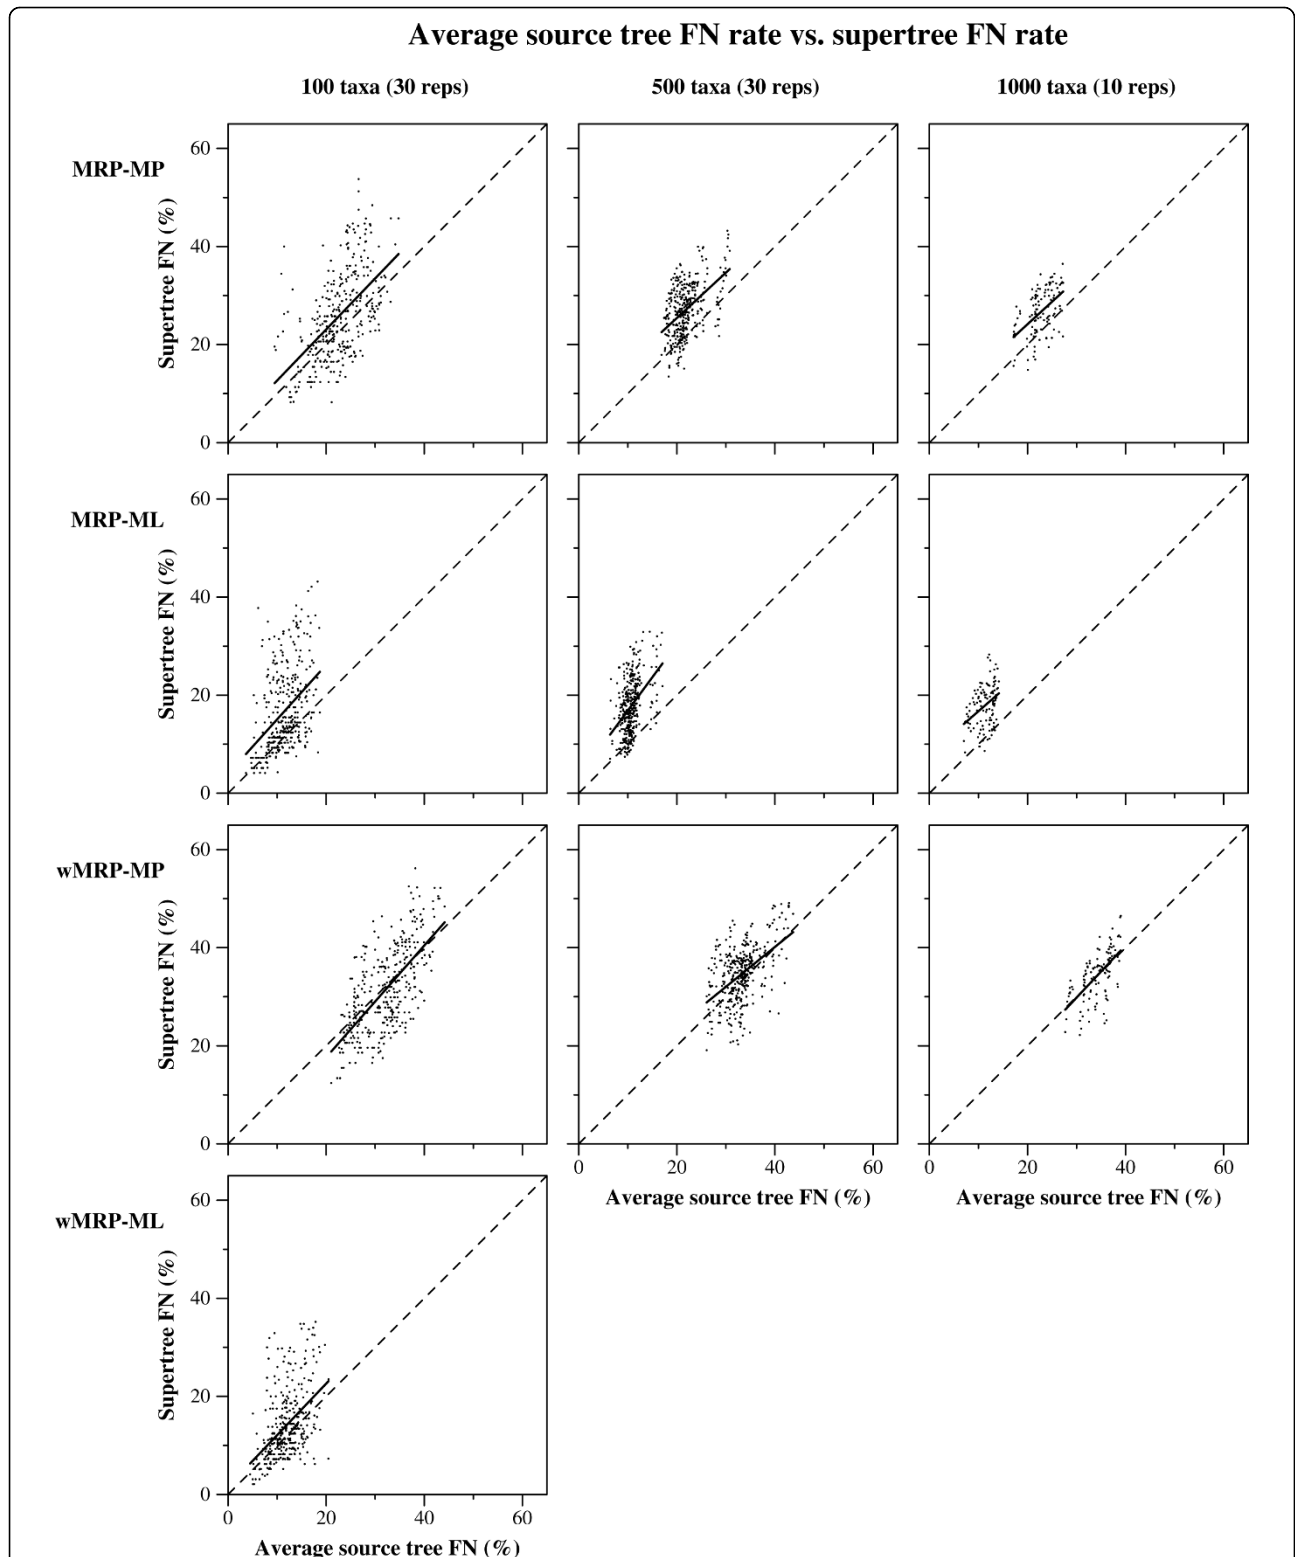 Average source tree FN rate vs. supertree FN rate
100 taxa (30 reps) 500 taxa (30 reps) 1000 taxa (10 reps)
MRP-MP
Supertree FN (%)
60
40
20
0
MRP-ML
Supertree FN (%)
60
40
20
0
wMRP-MP
Supertree FN (%)
60
40
20
0
0 20 40 60 0 20 40 60
Average source tree FN (%) Average source tree FN (%)
wMRP-ML
Supertree FN (%)
60
40
20
0
0 20 40 60
Average source tree FN (%)